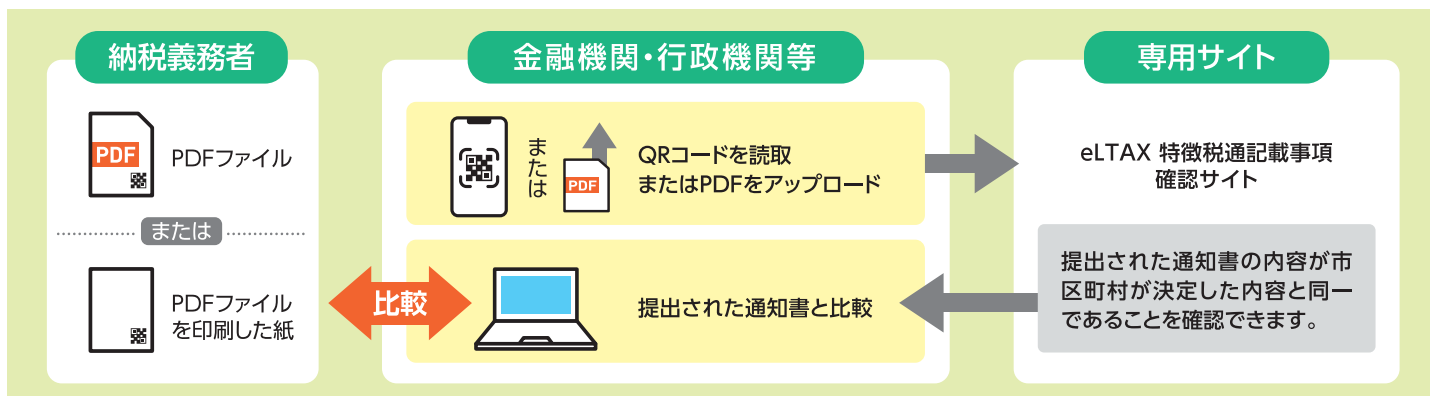 納税義務者
PDF
PDFファイル
または
PDFファイル
を印刷した紙
比較
金融機関・行政機関等
または
PDF
QRコードを読取
またはPDFをアップロード
提出された通知書と比較
専用サイト
eLTAX 特徴税通記載事項
確認サイト
提出された通知書の内容が市
区町村が決定した内容と同一
であることを確認できます。